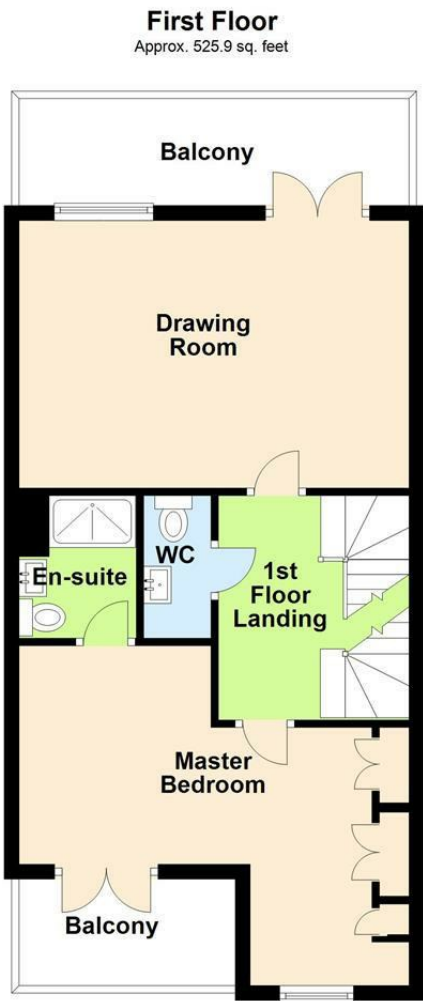 First Floor
Approx. 525.9 sq. feet
Balcony
Drawing
Room
En-suite
WC
1st
Floor
Landing
Master
Bedroom
Balcony